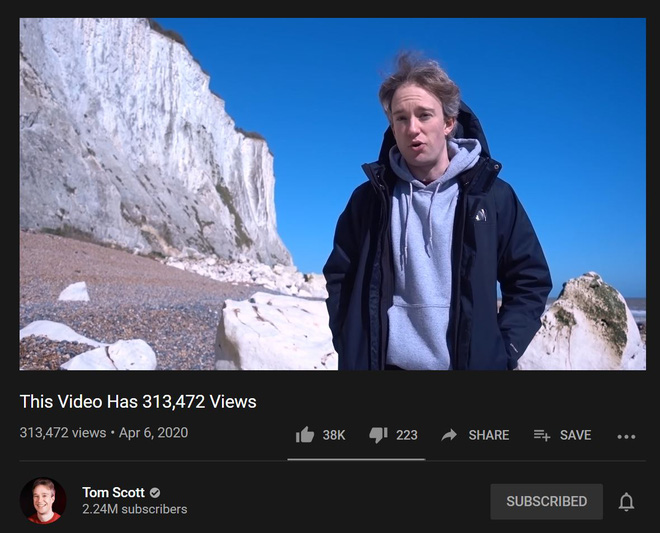 This Video Has 313,472 Views
313,472 views • Apr 6, 2020
38K
223
SHARE
SAVE
Tom Scott
2.24M subscribers
SUBSCRIBED